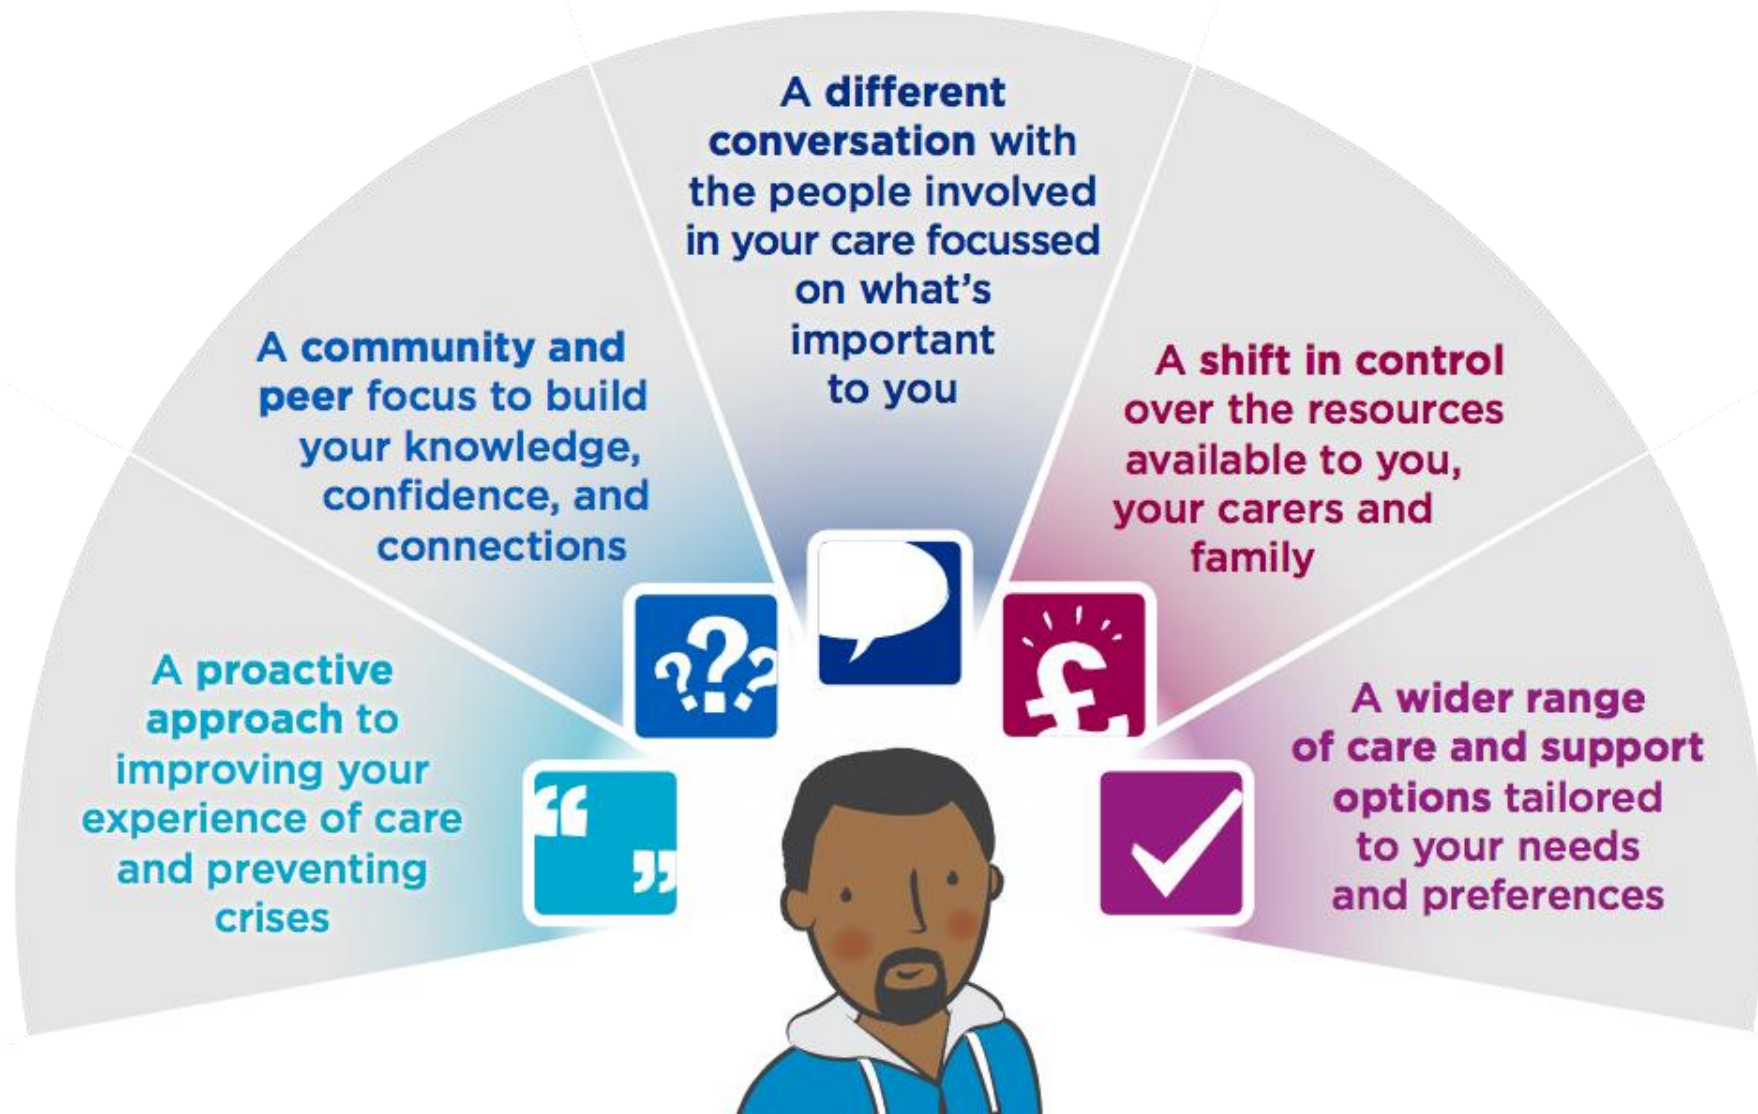 A proactive
approach to
improving your
experience of care
and preventing
crises
A community and
peer focus to build
your knowledge,
confidence, and
connections
A different
conversation with
the people involved
in your care focussed
on what's
important
to you
A shift in control
over the resources
available to you,
your carers and
family
A wider range
of care and support
options tailored
to your needs
and preferences
“ ”
???
£